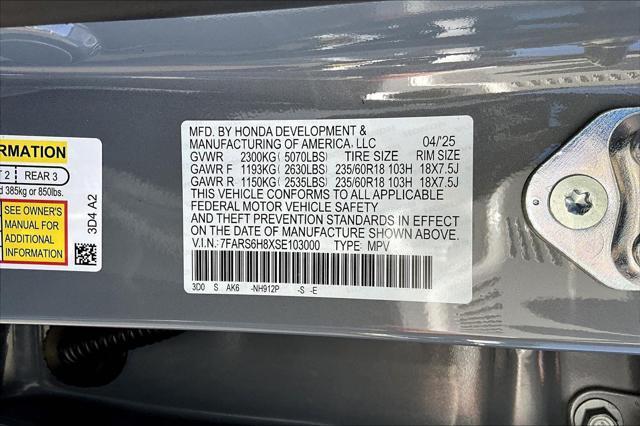 MFD. BY HONDA DEVELOPMENT &
MANUFACTURING OF AMERICA, LLC 04/'25
GVWR 2300KG( 5070LBS) TIRE SIZE RIM SIZE
GAWR F 1193KG( 2630LBS) 235/60R18 103H 18X7.5J
GAWR R 1150KG( 2535LBS) 235/60R18 103H 18X7.5J
THIS VEHICLE CONFORMS TO ALL APPLICABLE
FEDERAL MOTOR VEHICLE SAFETY
AND THEFT PREVENTION STANDARDS IN EFFECT
ON THE DATE OF MANUFACTURE SHOWN ABOVE.
V.I.N.: 7FARS6H8XSE103000 TYPE: MPV
3D0 S AK6 -NH912P -S -E
RMATION
T 2 REAR 3
d 385kg or 850lbs.
SEE OWNER'S
MANUAL FOR
ADDITIONAL
INFORMATION
3D4 A2